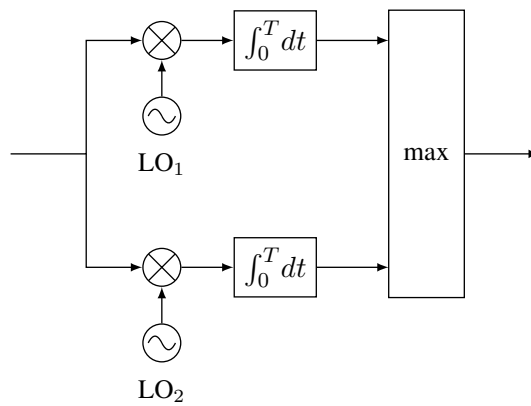 ∫₀ᵀ dt
LO₁
max
∫₀ᵀ dt
LO₂